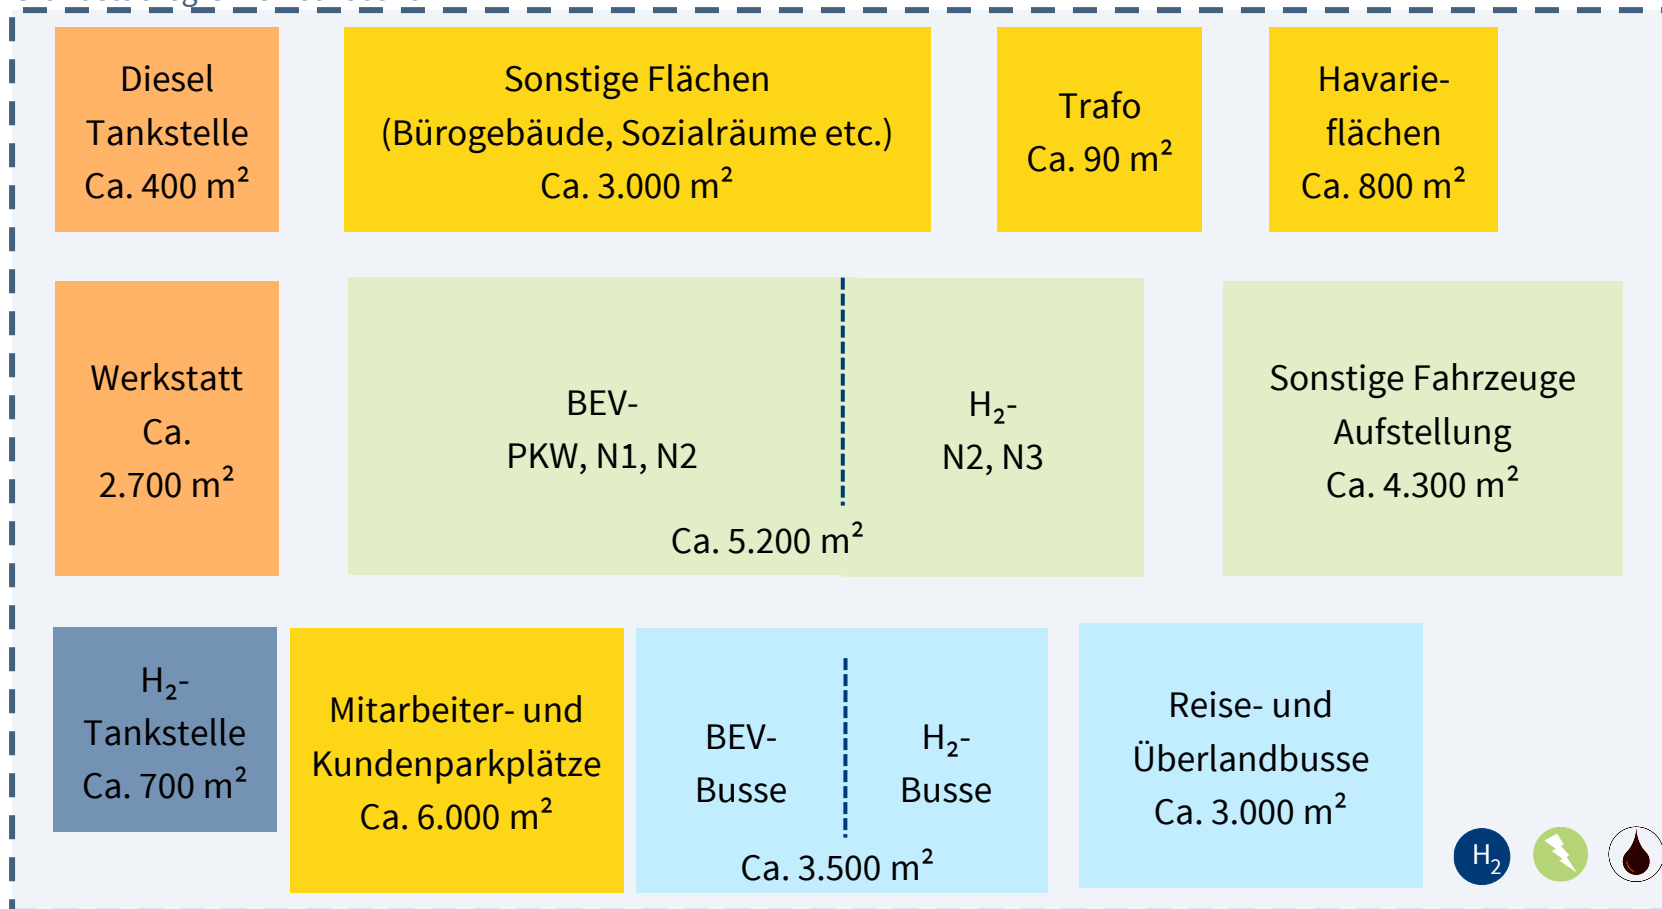 Diesel
Tankstelle
Ca. 400 m²
Sonstige Flächen
(Bürogebäude, Sozialräume etc.)
Ca. 3.000 m²
Trafo
Ca. 90 m²
Havarie-
flächen
Ca. 800 m²
Werkstatt
Ca.
2.700 m²
BEV-
PKW, N1, N2
H₂-
N2, N3
Ca. 5.200 m²
Sonstige Fahrzeuge
Aufstellung
Ca. 4.300 m²
H₂-
Tankstelle
Ca. 700 m²
Mitarbeiter- und
Kundenparkplätze
Ca. 6.000 m²
BEV-
Busse
H₂-
Busse
Ca. 3.500 m²
Reise- und
Überlandbusse
Ca. 3.000 m²
H₂